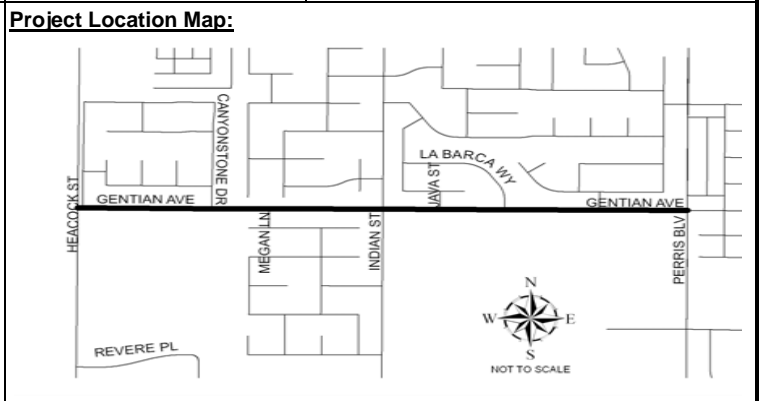 Project Location Map:
CANYONSTONE DR
LA BARCA WY
JAVA ST
HEACOCK ST
GENTIAN AVE
GENTIAN AVE
MEGAN LN
INDIAN ST
PERRIS BLV
N
W
E
S
NOT TO SCALE
REVERE PL